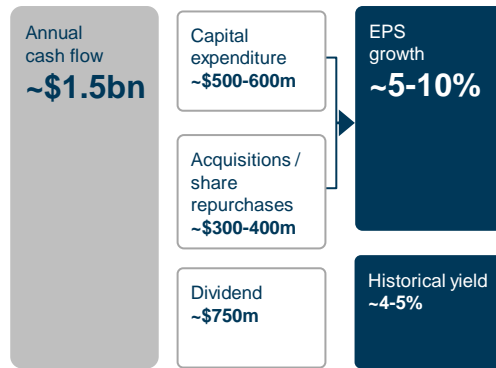 Annual
cash flow
~$1.5bn
Capital
expenditure
~$500-600m
Acquisitions /
share
repurchases
~$300-400m
Dividend
~$750m
EPS
growth
~5-10%
Historical yield
~4-5%